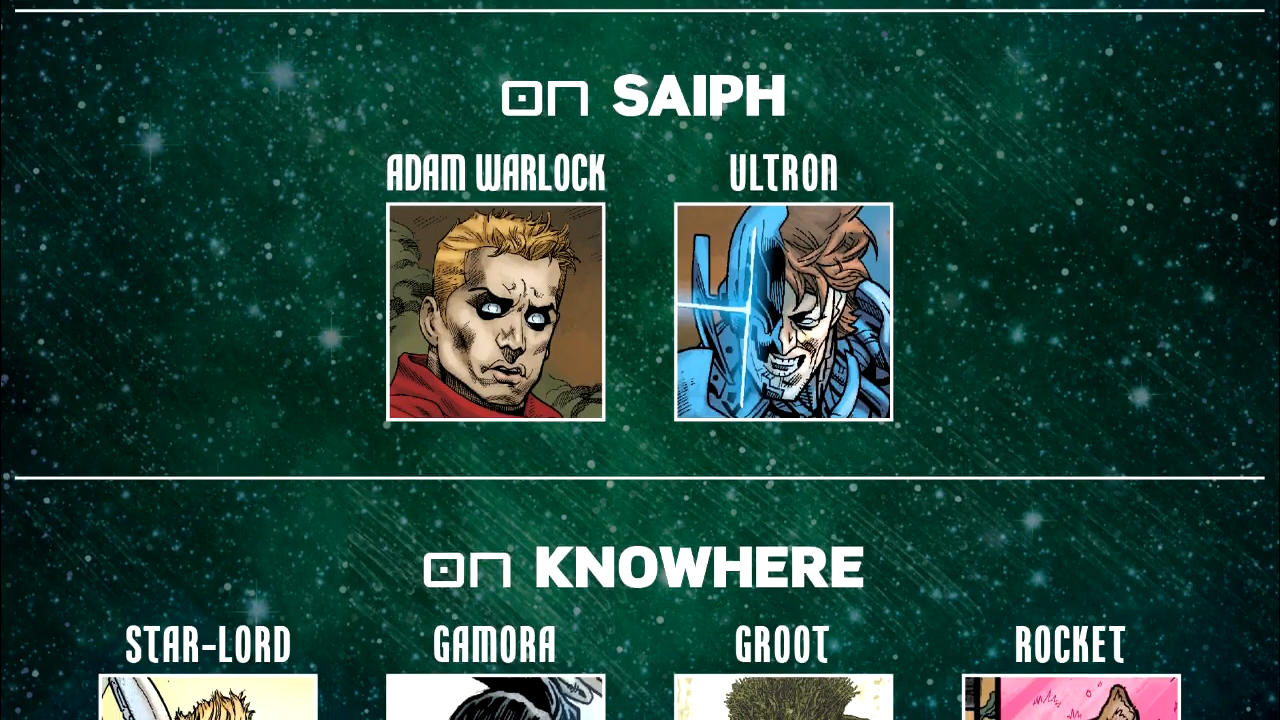 on SAIPH
ADAM WARLOCK ULTRON
on KNOWHERE
STAR-LORD GAMORA GROOT ROCKET